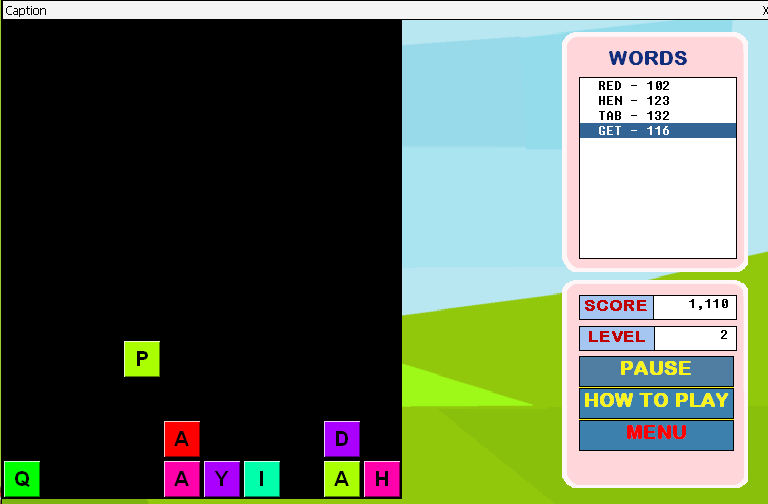 Caption X
WORDS
RED - 102
HEN - 123
TAB - 132
GET - 116
SCORE 1,110
LEVEL 2
P
PAUSE
HOW TO PLAY
A D
MENU
Q A Y I A H